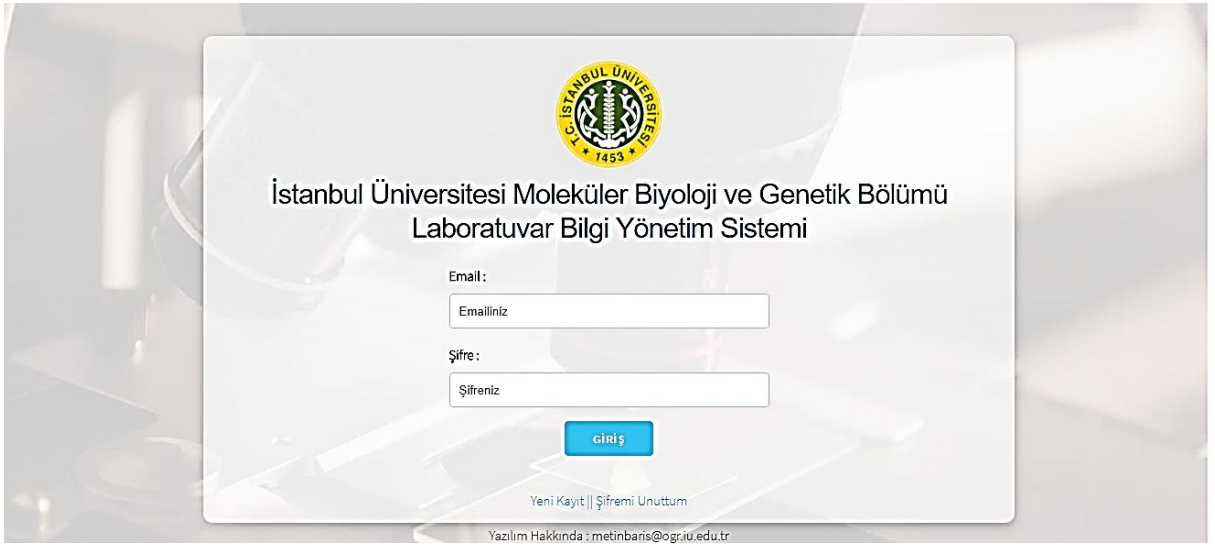 T.C. İSTANBUL ÜNİVERSİTESİ
* 1453 *
İstanbul Üniversitesi Moleküler Biyoloji ve Genetik Bölümü
Laboratuvar Bilgi Yönetim Sistemi
Email :
Emailiniz
Şifre :
Şifreniz
GİRİŞ
Yeni Kayıt || Şifremi Unuttum
Yazılım Hakkında : metinbaris@ogr.iu.edu.tr